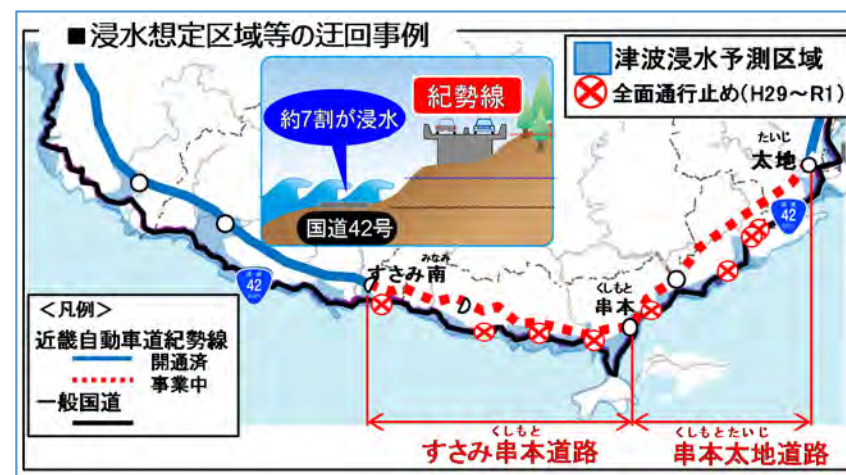 ■浸水想定区域等の迂回事例
津波浸水予測区域
全面通行止め(H29～R1)
紀勢線
約7割が浸水
国道42号
たいじ
太地
42
みなみ
すさみ南
42
くしもと
串本
＜凡例＞
近畿自動車道紀勢線
開通済
事業中
一般国道
くしもと
すさみ串本道路
くしもとたいじ
串本太地道路